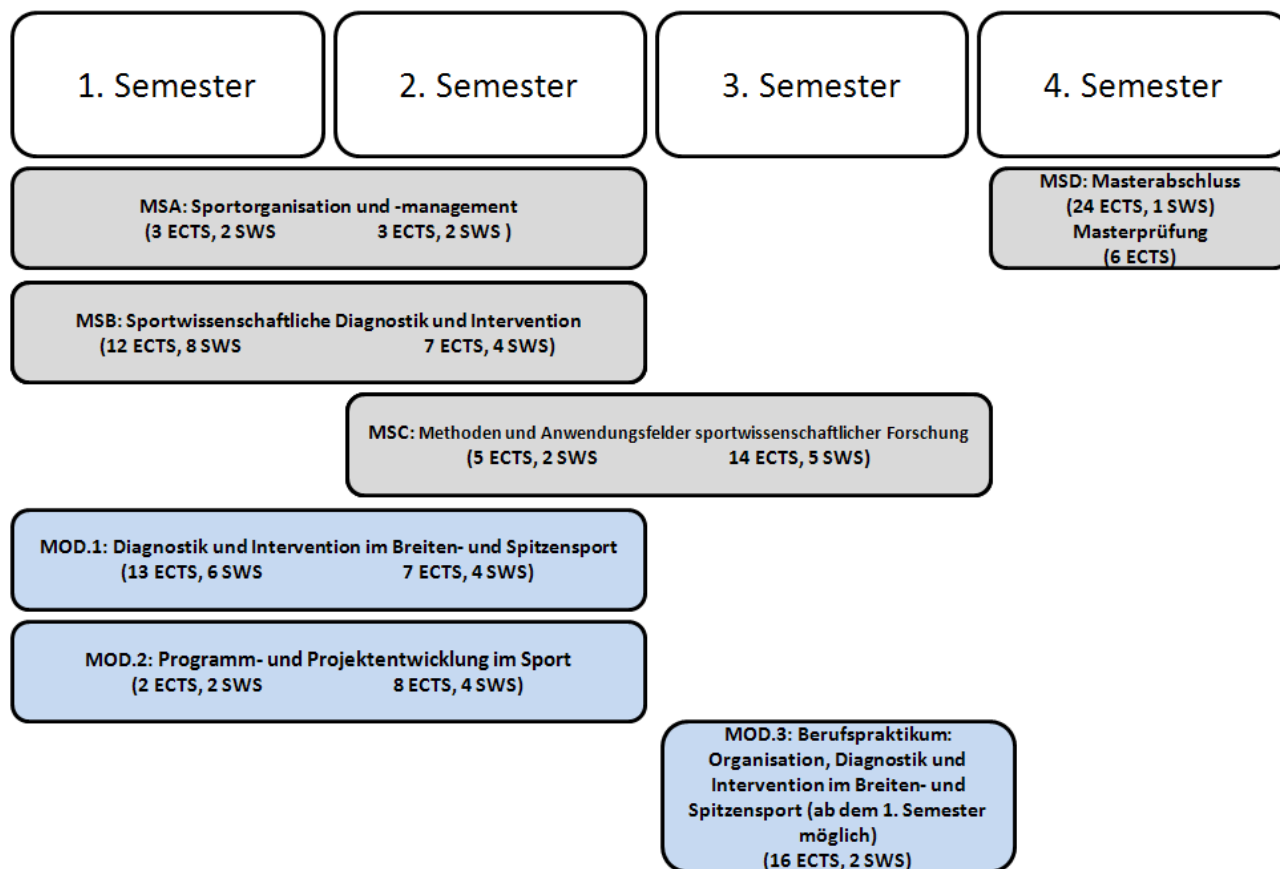 1. Semester
2. Semester
3. Semester
4. Semester
MSA: Sportorganisation und -management
(3 ECTS, 2 SWS 3 ECTS, 2 SWS )
MSD: Masterabschluss
(24 ECTS, 1 SWS)
Masterprüfung
(6 ECTS)
MSB: Sportwissenschaftliche Diagnostik und Intervention
(12 ECTS, 8 SWS 7 ECTS, 4 SWS)
MSC: Methoden und Anwendungsfelder sportwissenschaftlicher Forschung
(5 ECTS, 2 SWS 14 ECTS, 5 SWS)
MOD.1: Diagnostik und Intervention im Breiten- und Spitzensport
(13 ECTS, 6 SWS 7 ECTS, 4 SWS)
MOD.2: Programm- und Projektentwicklung im Sport
(2 ECTS, 2 SWS 8 ECTS, 4 SWS)
MOD.3: Berufspraktikum:
Organisation, Diagnostik und
Intervention im Breiten- und
Spitzensport (ab dem 1. Semester
möglich)
(16 ECTS, 2 SWS)